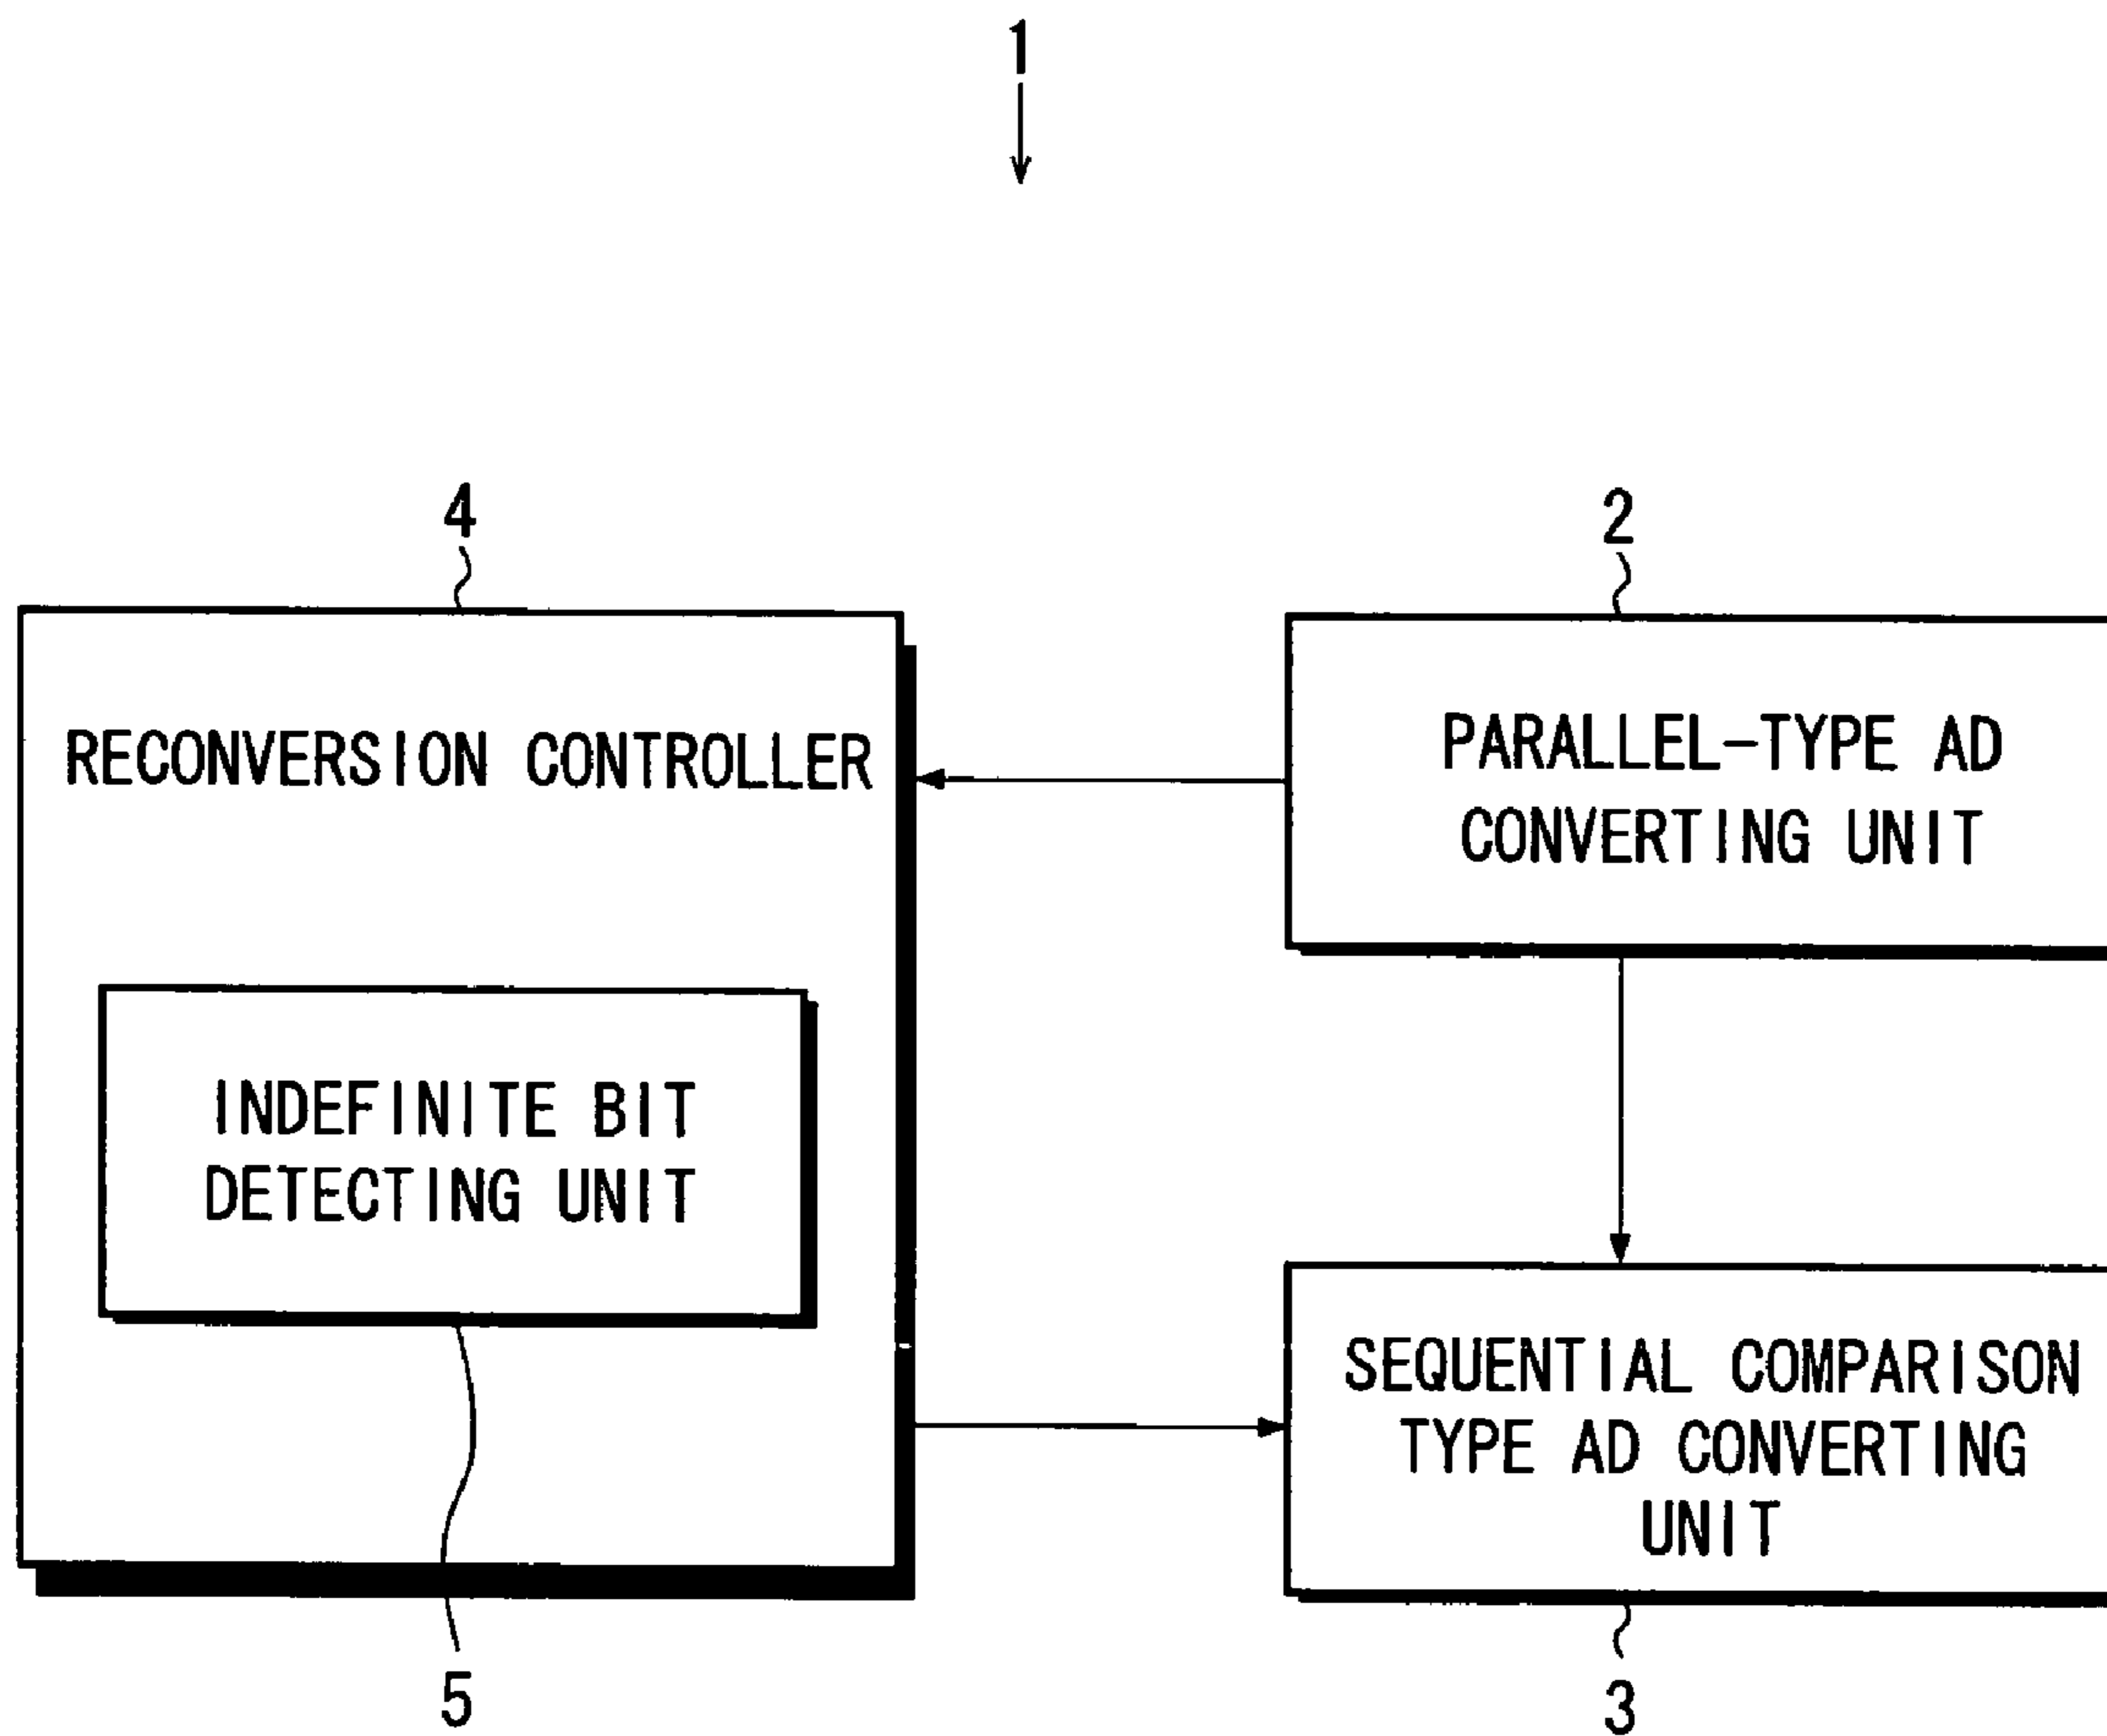 1
4
2
RECONVERSION CONTROLLER
PARALLEL-TYPE AD
CONVERTING UNIT
INDEFINITE BIT
DETECTING UNIT
SEQUENTIAL COMPARISON
TYPE AD CONVERTING
UNIT
5
3